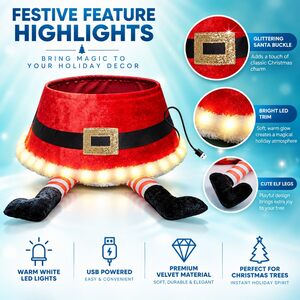 FESTIVE FEATURE
HIGHLIGHTS
BRING MAGIC TO
YOUR HOLIDAY DECOR
GLITTERING
SANTA BUCKLE
Adds a touch of
classic Christmas
charm
BRIGHT LED
TRIM
Soft, warm glow
creates a magical
holiday atmosphere
CUTE ELF LEGS
Playful design
brings extra joy
to your tree
WARM WHITE
LED LIGHTS
USB POWERED
EASY & CONVENIENT
PREMIUM
VELVET MATERIAL
SOFT, DURABLE & ELEGANT
PERFECT FOR
CHRISTMAS TREES
INSTANT HOLIDAY SPIRIT